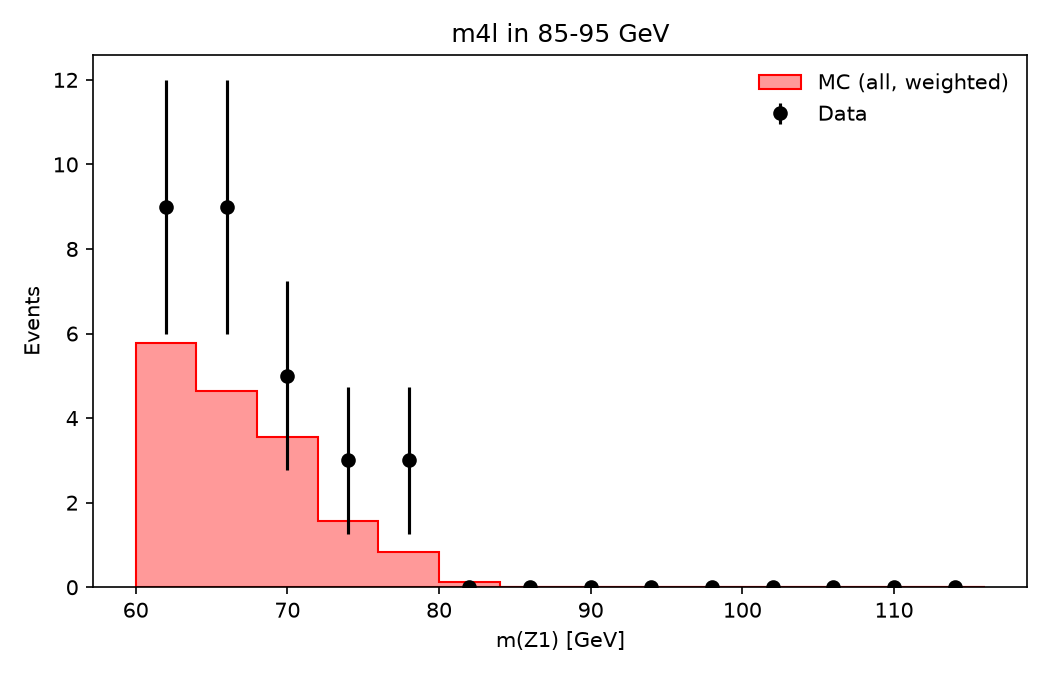 m4l in 85-95 GeV
MC (all, weighted)
Data
Events
12
10
8
6
4
2
0
60 70 80 90 100 110
m(Z1) [GeV]